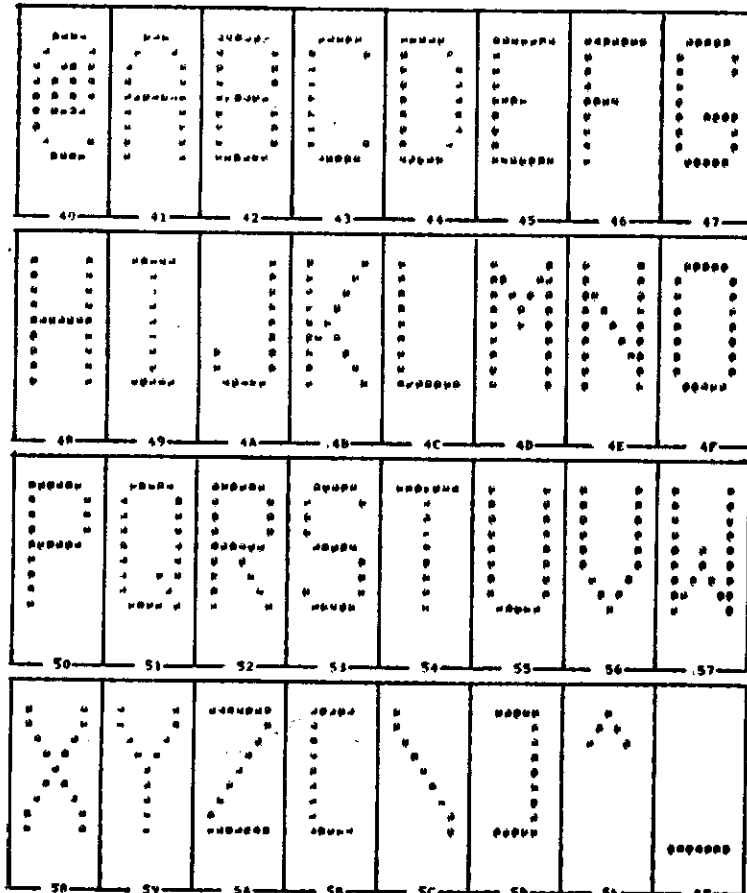 @ A B C D E F G
40 41 42 43 44 45 46 47
H I J K L M N O
48 49 4A 4B 4C 4D 4E 4F
P Q R S T U V W
50 51 52 53 54 55 56 57
X Y Z [ \ ] ^ _
58 59 5A 5B 5C 5D